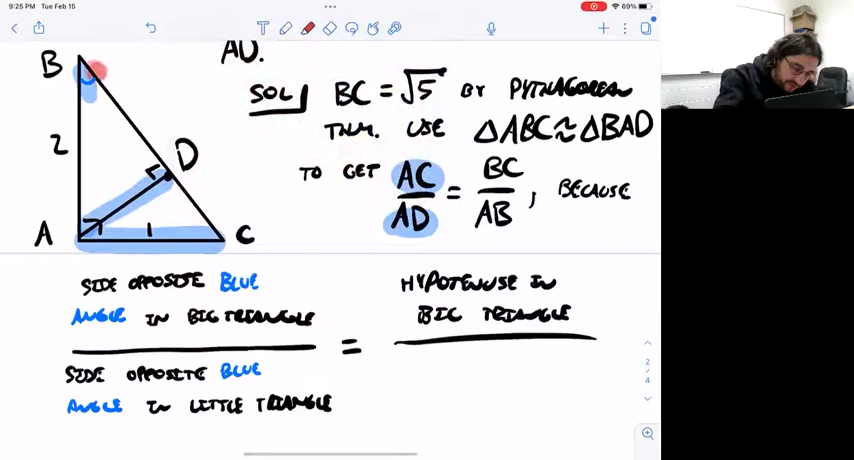 9:25 PM Tue Feb 15
69%
AD.
B
SOL BC = √5 BY PYTHAGOREAN
THM. USE △ABC ≈ △BAD
2
D
TO GET AC/AD = BC/AB, BECAUSE
A
1
C
SIDE OPPOSITE BLUE
ANGLE IN BIG TRIANGLE
=
SIDE OPPOSITE BLUE
ANGLE IN LITTLE TRIANGLE
HYPOTENUSE IN
BIG TRIANGLE
2
/
4